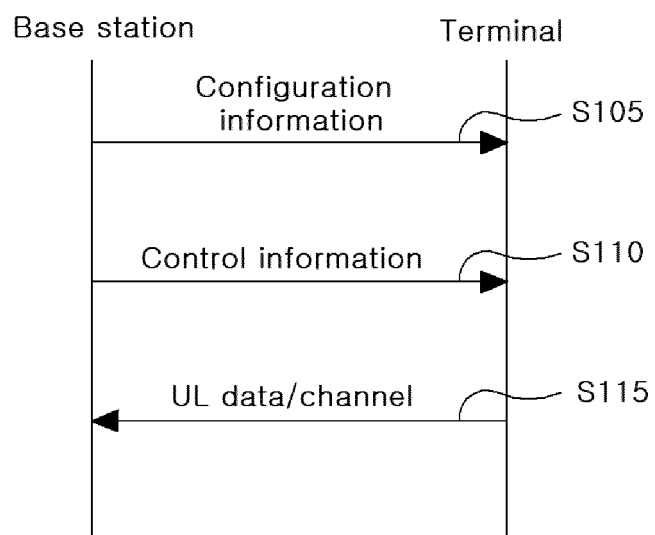 Base station
Terminal
Configuration
information
S105
Control information
S110
UL data/channel
S115